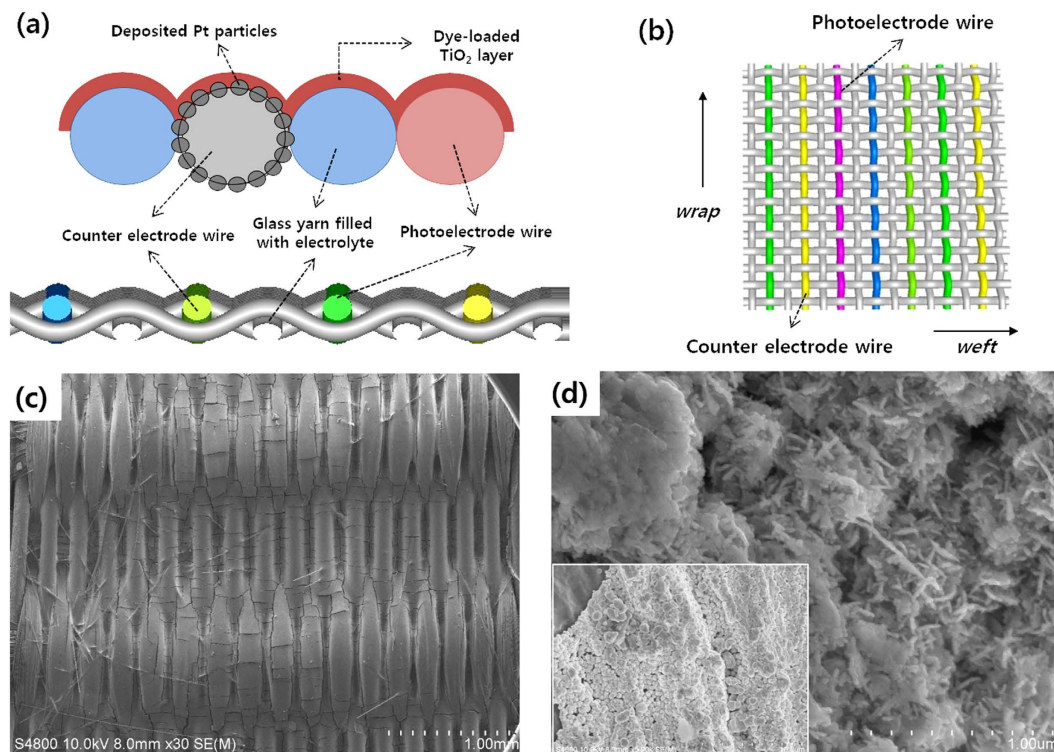 (a)
Deposited Pt particles
Dye-loaded
TiO₂ layer
Counter electrode wire
Glass yarn filled
with electrolyte
Photoelectrode wire
(b)
Photoelectrode wire
wrap
Counter electrode wire
weft
(c)
S4800 10.0kV 8.0mm x30 SE(M)
1.00mm
(d)
1.00um